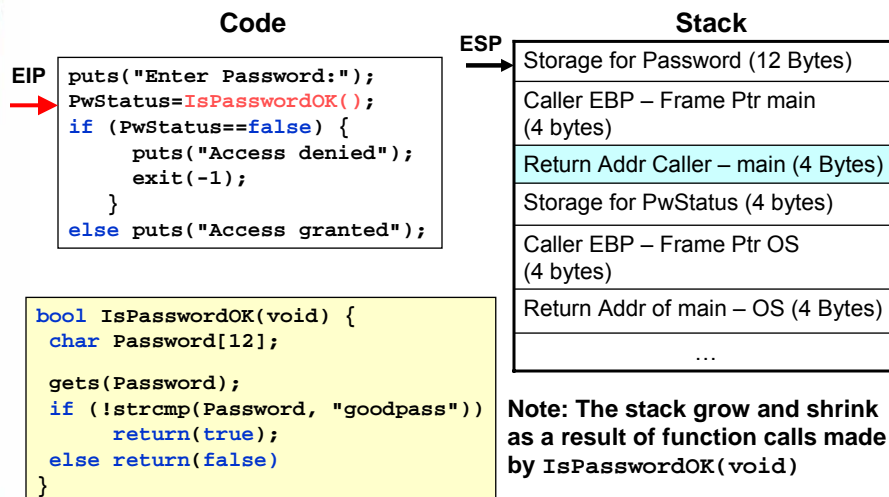 Code
EIP
puts("Enter Password:");
PwStatus=IsPasswordOK();
if (PwStatus==false) {
puts("Access denied");
exit(-1);
}
else puts("Access granted");
bool IsPasswordOK(void) {
char Password[12];
gets(Password);
if (!strcmp(Password, "goodpass"))
return(true);
else return(false)
}
Stack
ESP
Storage for Password (12 Bytes)
Caller EBP – Frame Ptr main
(4 bytes)
Return Addr Caller – main (4 Bytes)
Storage for PwStatus (4 bytes)
Caller EBP – Frame Ptr OS
(4 bytes)
Return Addr of main – OS (4 Bytes)
…
Note: The stack grow and shrink
as a result of function calls made
by IsPasswordOK(void)